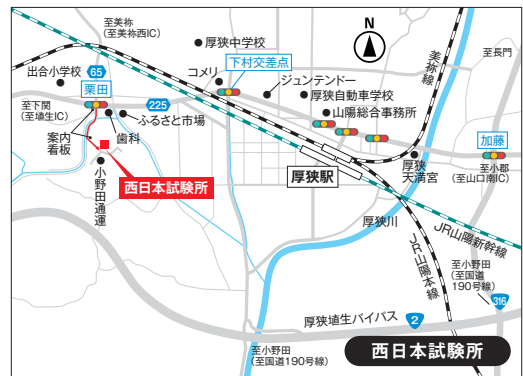 至美祢
(至美祢西IC)
厚狭中学校
N
至長門
出合小学校
65
コメリ
下村交差点
ジュンテンドー
美祢線
栗田
至下関
(至埴生IC)
225
ふるさと市場
厚狭自動車学校
山陽総合事務所
加藤
案内
看板
歯科
小野田通運
西日本試験所
厚狭駅
厚狭
天満宮
至小郡
(至山口南IC)
厚狭川
JR山陽新幹線
JR山陽本線
至小野田
(至国道
190号線)
316
厚狭埴生バイパス
2
至小野田
(至国道190号線)
西日本試験所